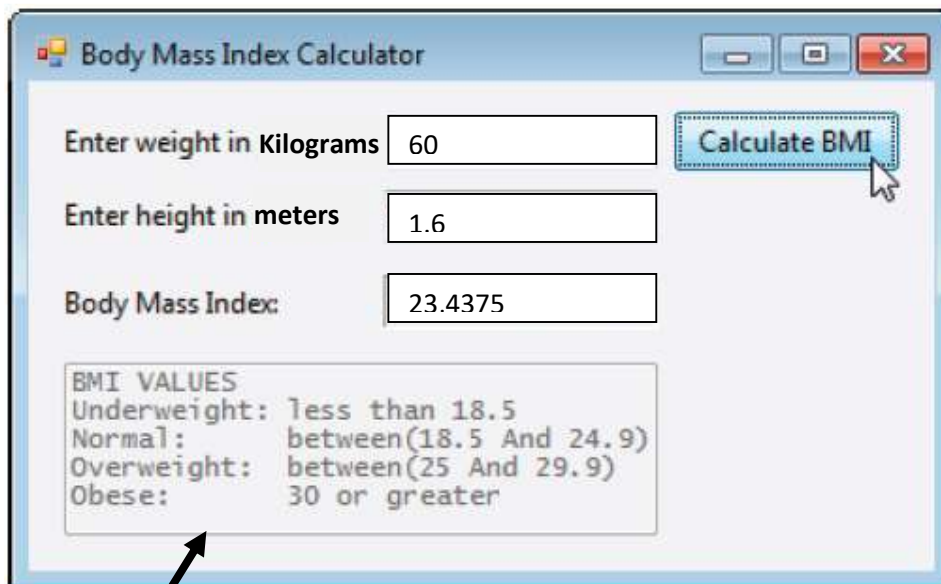 Body Mass Index Calculator
Enter weight in Kilograms 60 Calculate BMI
Enter height in meters 1.6
Body Mass Index: 23.4375
BMI VALUES
Underweight: less than 18.5
Normal: between(18.5 And 24.9)
Overweight: between(25 And 29.9)
Obese: 30 or greater